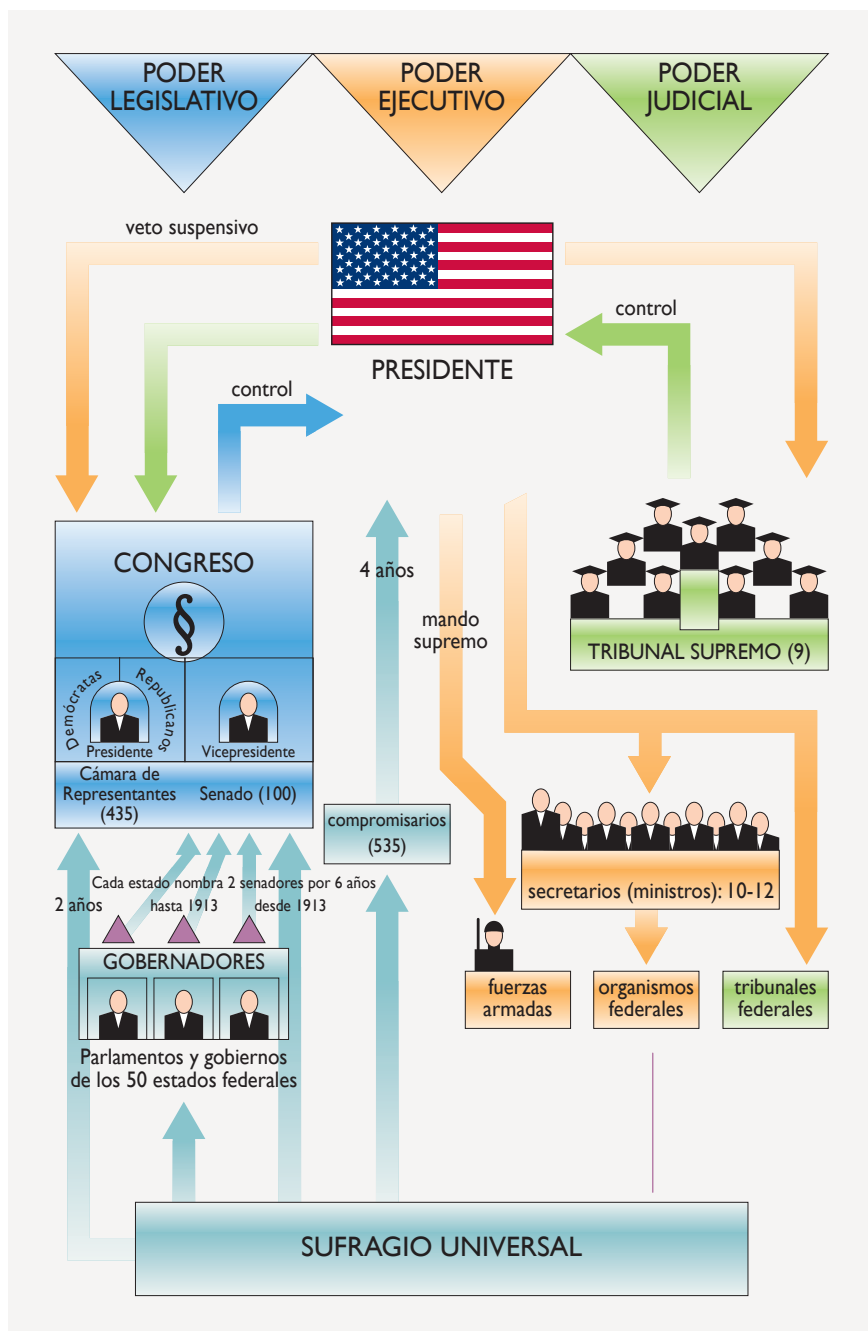 PODER
LEGISLATIVO
PODER
EJECUTIVO
PODER
JUDICIAL
veto suspensivo
control
PRESIDENTE
control
CONGRESO
§
4 años
mando
supremo
TRIBUNAL SUPREMO (9)
Demócratas
Republicanos
Presidente
Vicepresidente
Cámara de
Representantes
(435)
Senado (100)
compromisarios
(535)
secretarios (ministros): 10-12
Cada estado nombra 2 senadores por 6 años
2 años
hasta 1913
desde 1913
GOBERNADORES
fuerzas
armadas
organismos
federales
tribunales
federales
Parlamentos y gobiernos
de los 50 estados federales
SUFRAGIO UNIVERSAL